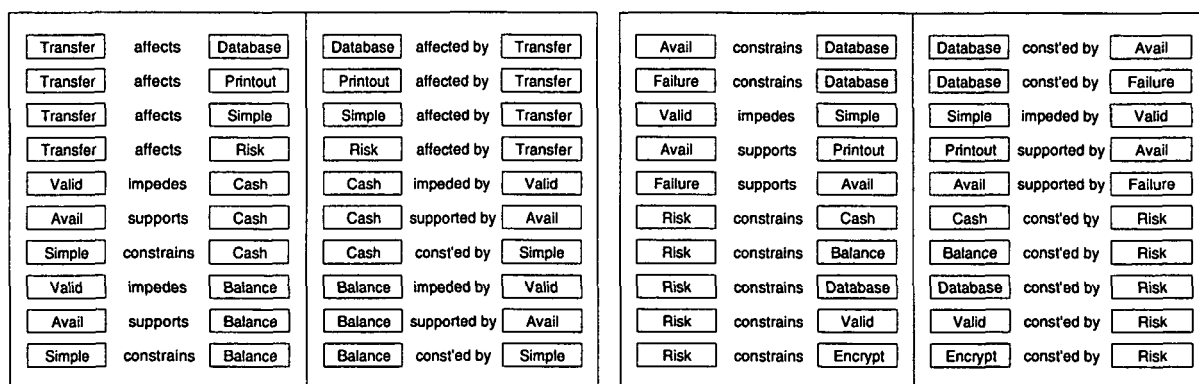 Transfer affects Database Database affected by Transfer
Transfer affects Printout Printout affected by Transfer
Transfer affects Simple Simple affected by Transfer
Transfer affects Risk Risk affected by Transfer
Valid impedes Cash Cash impeded by Valid
Avail supports Cash Cash supported by Avail
Simple constrains Cash Cash const'ed by Simple
Valid impedes Balance Balance impeded by Valid
Avail supports Balance Balance supported by Avail
Simple constrains Balance Balance const'ed by Simple
Avail constrains Database Database const'ed by Avail
Failure constrains Database Database const'ed by Failure
Valid impedes Simple Simple impeded by Valid
Avail supports Printout Printout supported by Avail
Failure supports Avail Avail supported by Failure
Risk constrains Cash Cash const'ed by Risk
Risk constrains Balance Balance const'ed by Risk
Risk constrains Database Database const'ed by Risk
Risk constrains Valid Valid const'ed by Risk
Risk constrains Encrypt Encrypt const'ed by Risk